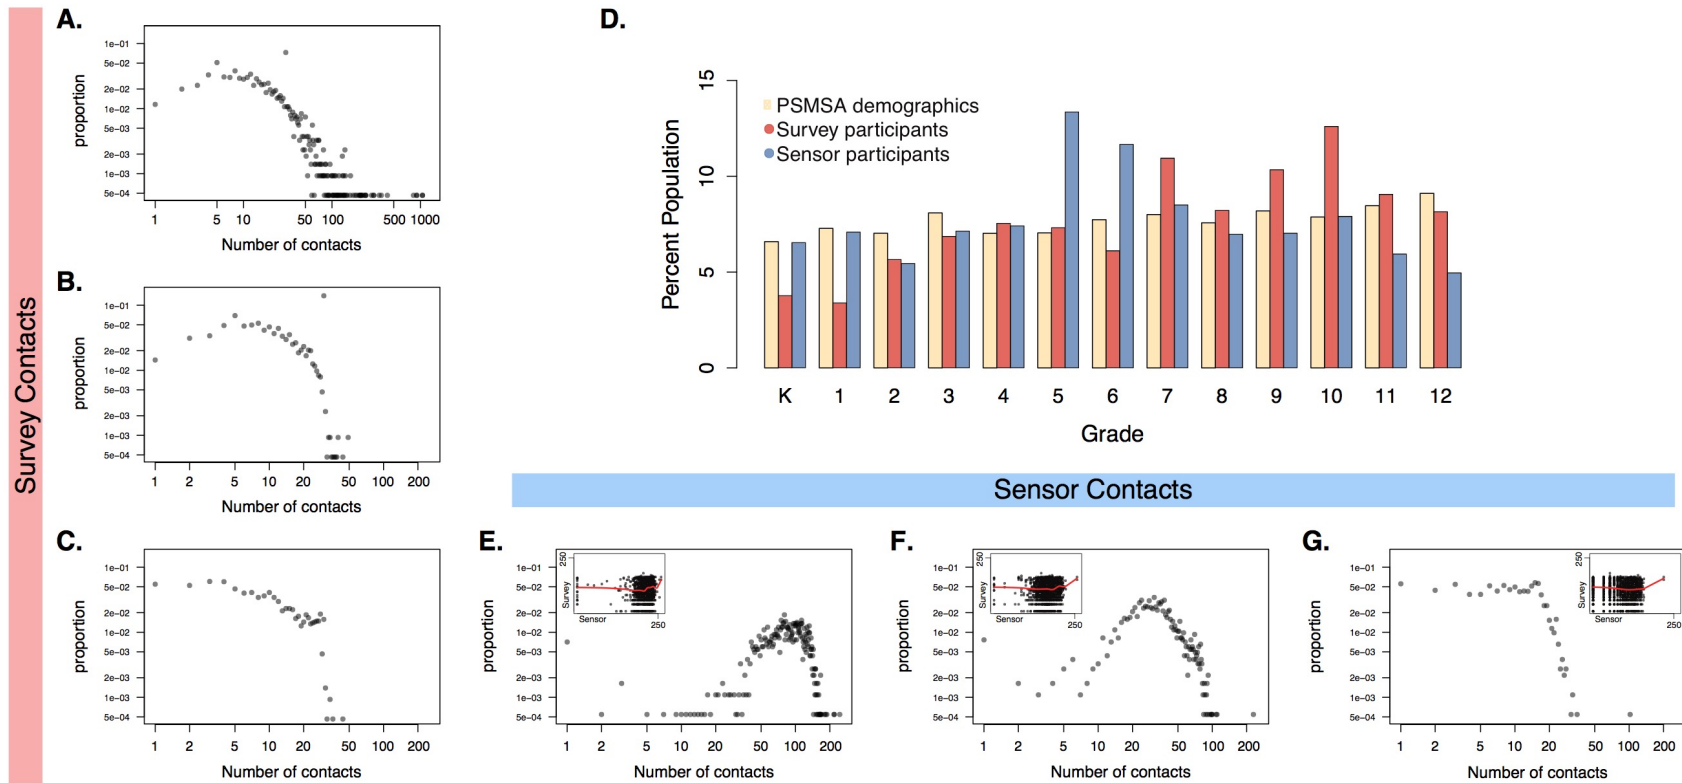 Survey Contacts
A.
proportion
1e−01
5e−02
2e−02
1e−02
5e−03
2e−03
1e−03
5e−04
1 5 10 50 100 500 1000
Number of contacts
B.
proportion
1e−01
5e−02
2e−02
1e−02
5e−03
2e−03
1e−03
5e−04
1 2 5 10 20 50 100 200
Number of contacts
C.
proportion
1e−01
5e−02
2e−02
1e−02
5e−03
2e−03
1e−03
5e−04
1 2 5 10 20 50 100 200
Number of contacts
D.
Percent Population
15
10
5
0
PSMSA demographics
Survey participants
Sensor participants
K 1 2 3 4 5 6 7 8 9 10 11 12
Grade
Sensor Contacts
E.
proportion
1e−01
5e−02
2e−02
1e−02
5e−03
2e−03
1e−03
5e−04
250
Survey
Sensor 250
1 2 5 10 20 50 100 200
Number of contacts
F.
proportion
1e−01
5e−02
2e−02
1e−02
5e−03
2e−03
1e−03
5e−04
250
Survey
Sensor 250
1 2 5 10 20 50 100 200
Number of contacts
G.
proportion
1e−01
5e−02
2e−02
1e−02
5e−03
2e−03
1e−03
5e−04
250
Survey
Sensor 250
1 2 5 10 20 50 100 200
Number of contacts